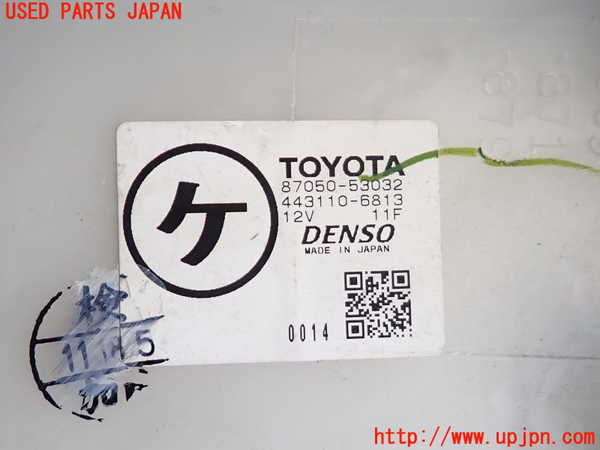 USED PARTS JAPAN
ケ
TOYOTA
87050-53032
443110-6813
12V 11F
DENSO
MADE IN JAPAN
0014
検
http://www.upjpn.com/